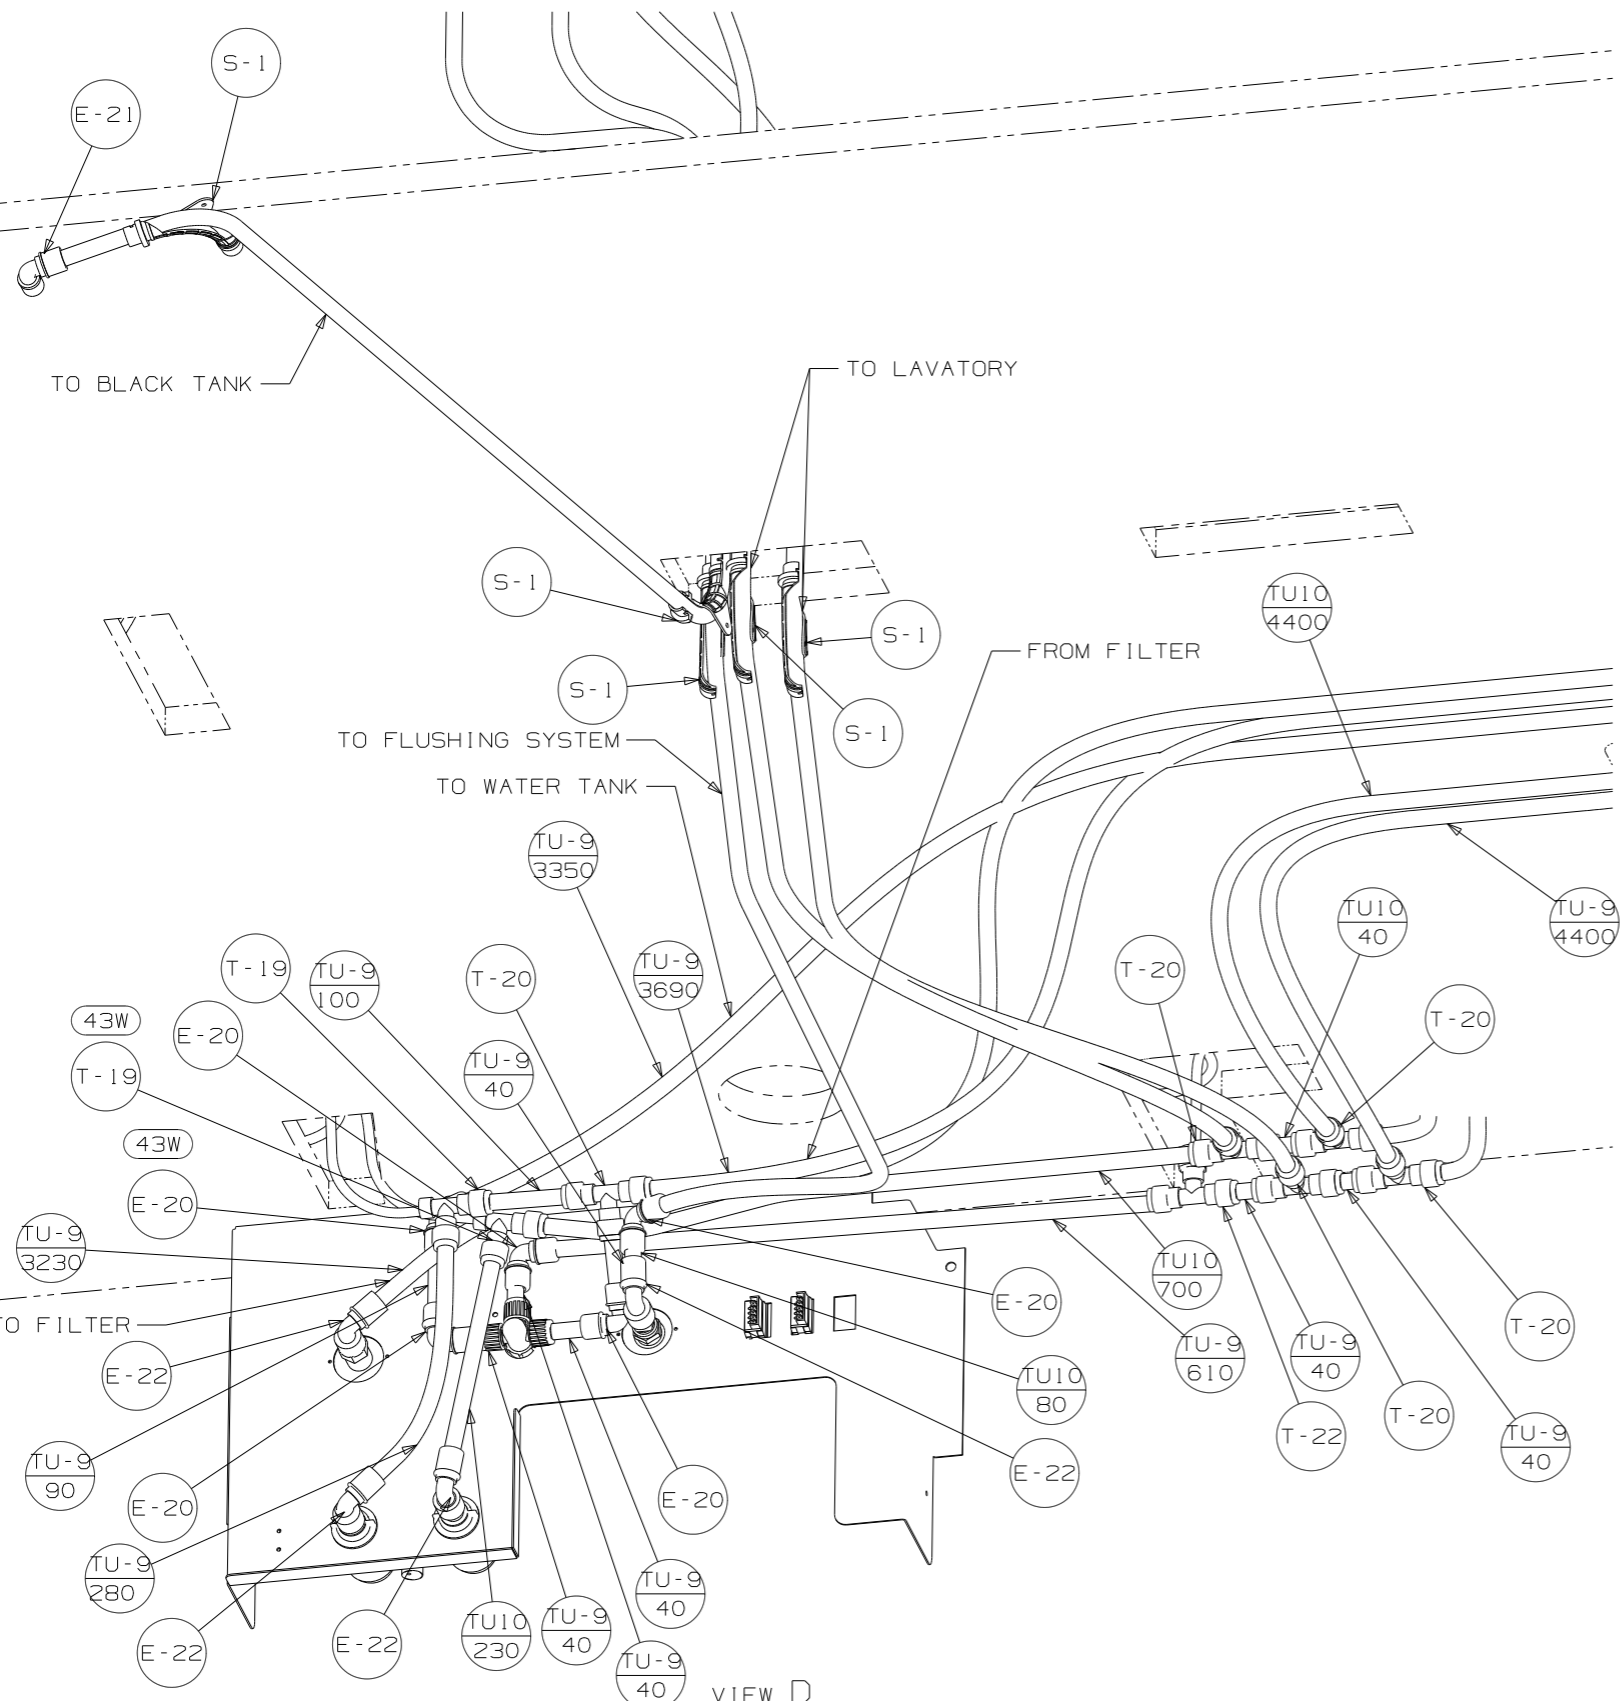 S-1
E-21
TO BLACK TANK
TO LAVATORY
S-1
TU10
4400
S-1
FROM FILTER
S-1
S-1
TO FLUSHING SYSTEM
TO WATER TANK
TU-9
3350
TU10
40
TU-9
4400
T-19
TU-9
100
T-20
TU-9
3690
T-20
43W
E-20
T-20
T-19
TU-9
40
43W
E-20
TU-9
3230
TU10
700
E-20
TO FILTER
T-20
E-22
TU-9
610
TU-9
40
TU10
80
T-20
T-22
TU-9
40
TU-9
90
E-22
E-20
E-20
TU-9
280
TU-9
40
E-22
E-22
TU10
230
TU-9
40
TU-9
40
VIEW D